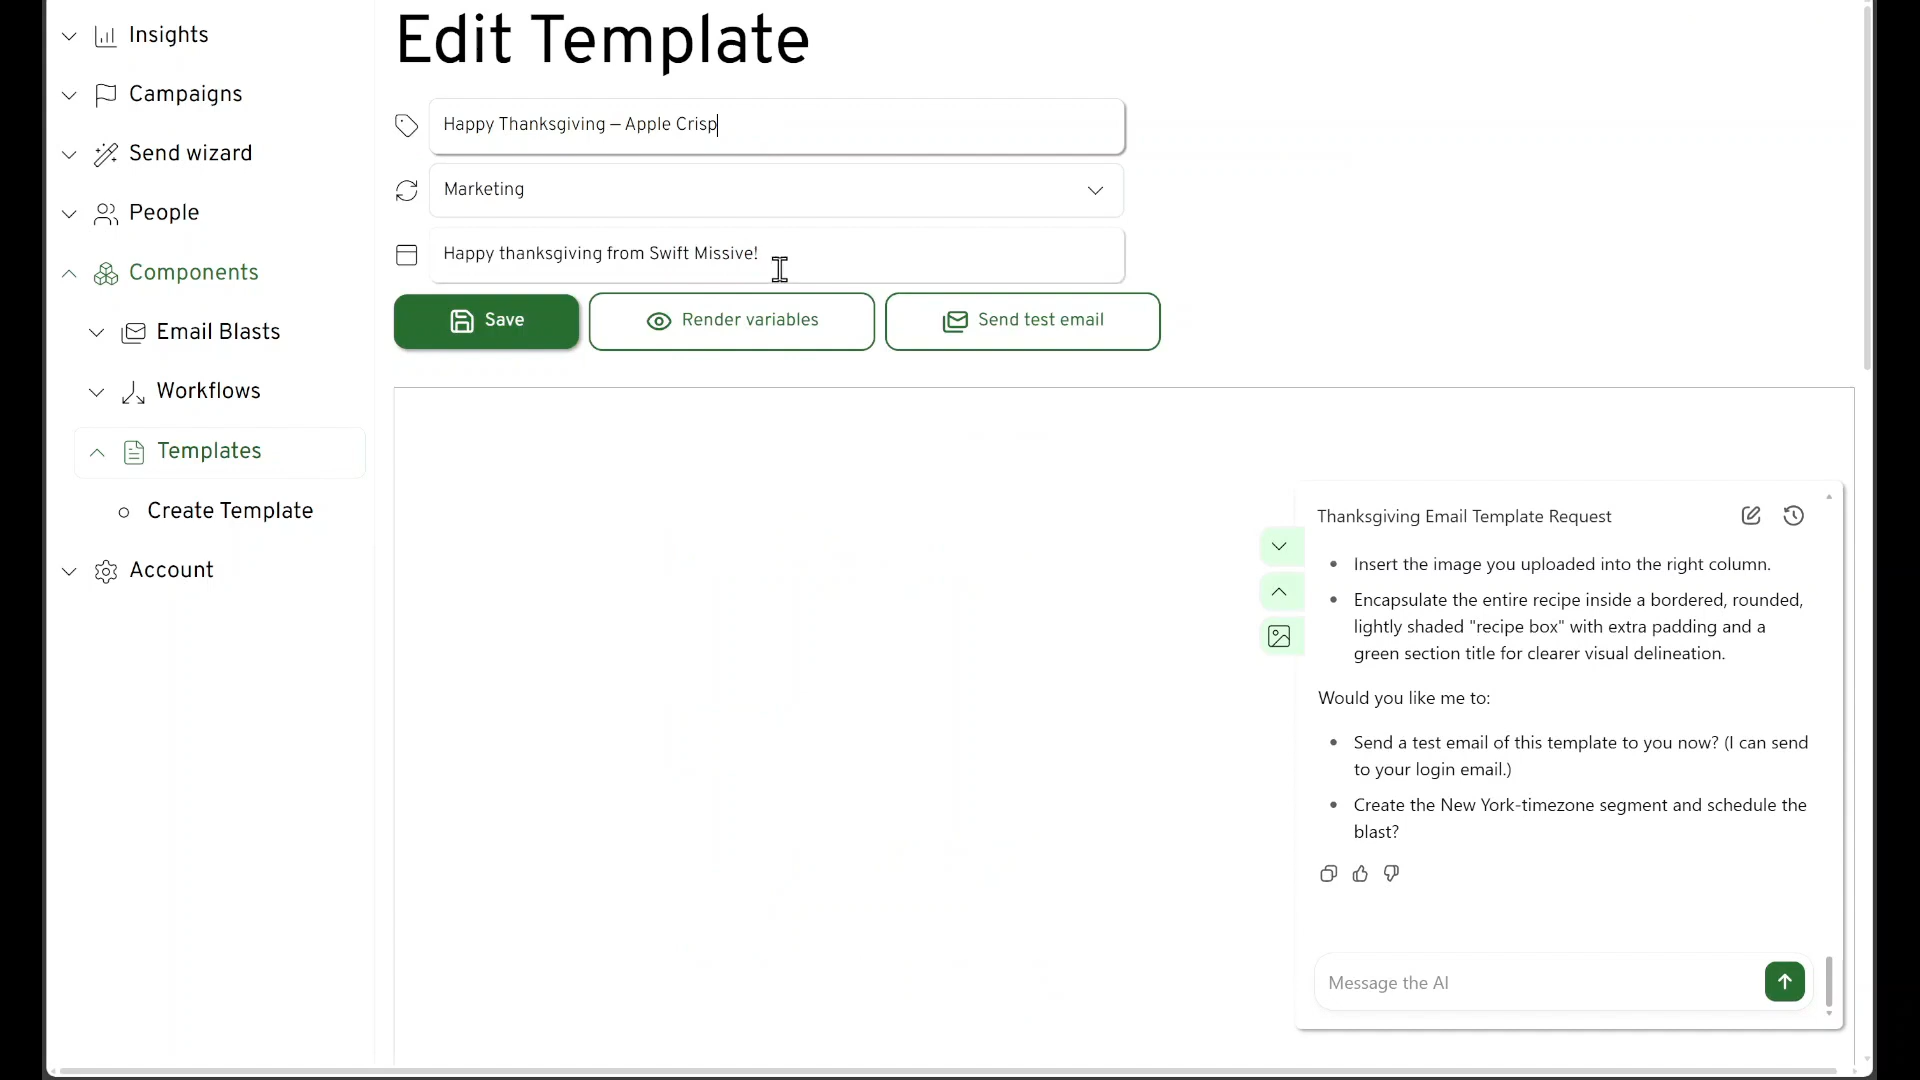 Insights
Campaigns
Send wizard
People
Components
Email Blasts
Workflows
Templates
Create Template
Account
Edit Template
Happy Thanksgiving – Apple Crisp
Marketing
Happy thanksgiving from Swift Missive!
Save
Render variables
Send test email
Thanksgiving Email Template Request
• Insert the image you uploaded into the right column.
• Encapsulate the entire recipe inside a bordered, rounded,
lightly shaded "recipe box" with extra padding and a
green section title for clearer visual delineation.
Would you like me to:
• Send a test email of this template to you now? (I can send
to your login email.)
• Create the New York-timezone segment and schedule the
blast?
Message the AI